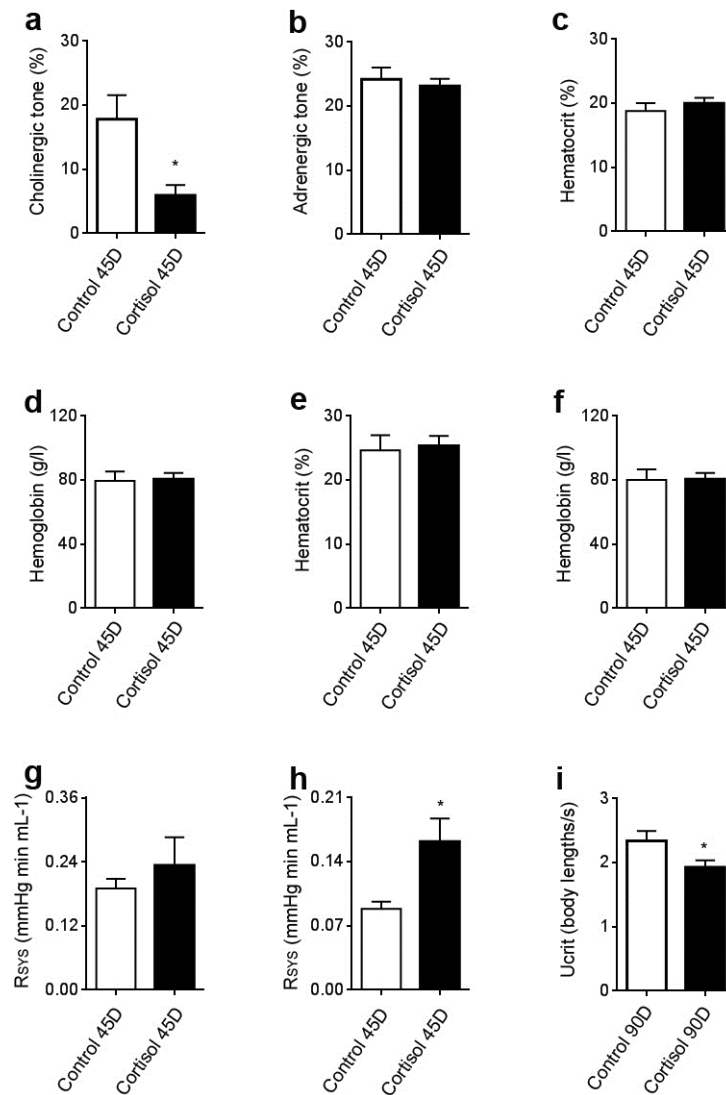 a
Cholinergic tone (%)
30
20
10
0
*
Control 45D
Cortisol 45D
b
Adrenergic tone (%)
30
20
10
0
Control 45D
Cortisol 45D
c
Hematocrit (%)
30
20
10
0
Control 45D
Cortisol 45D
d
Hemoglobin (g/l)
120
80
40
0
Control 45D
Cortisol 45D
e
Hematocrit (%)
30
20
10
0
Control 45D
Cortisol 45D
f
Hemoglobin (g/l)
120
80
40
0
Control 45D
Cortisol 45D
g
RSYS (mmHg min mL-1)
0.36
0.24
0.12
0.00
Control 45D
Cortisol 45D
h
RSYS (mmHg min mL-1)
0.21
0.14
0.07
0.00
*
Control 45D
Cortisol 45D
i
Ucrit (body lengths/s)
3
2
1
0
*
Control 90D
Cortisol 90D